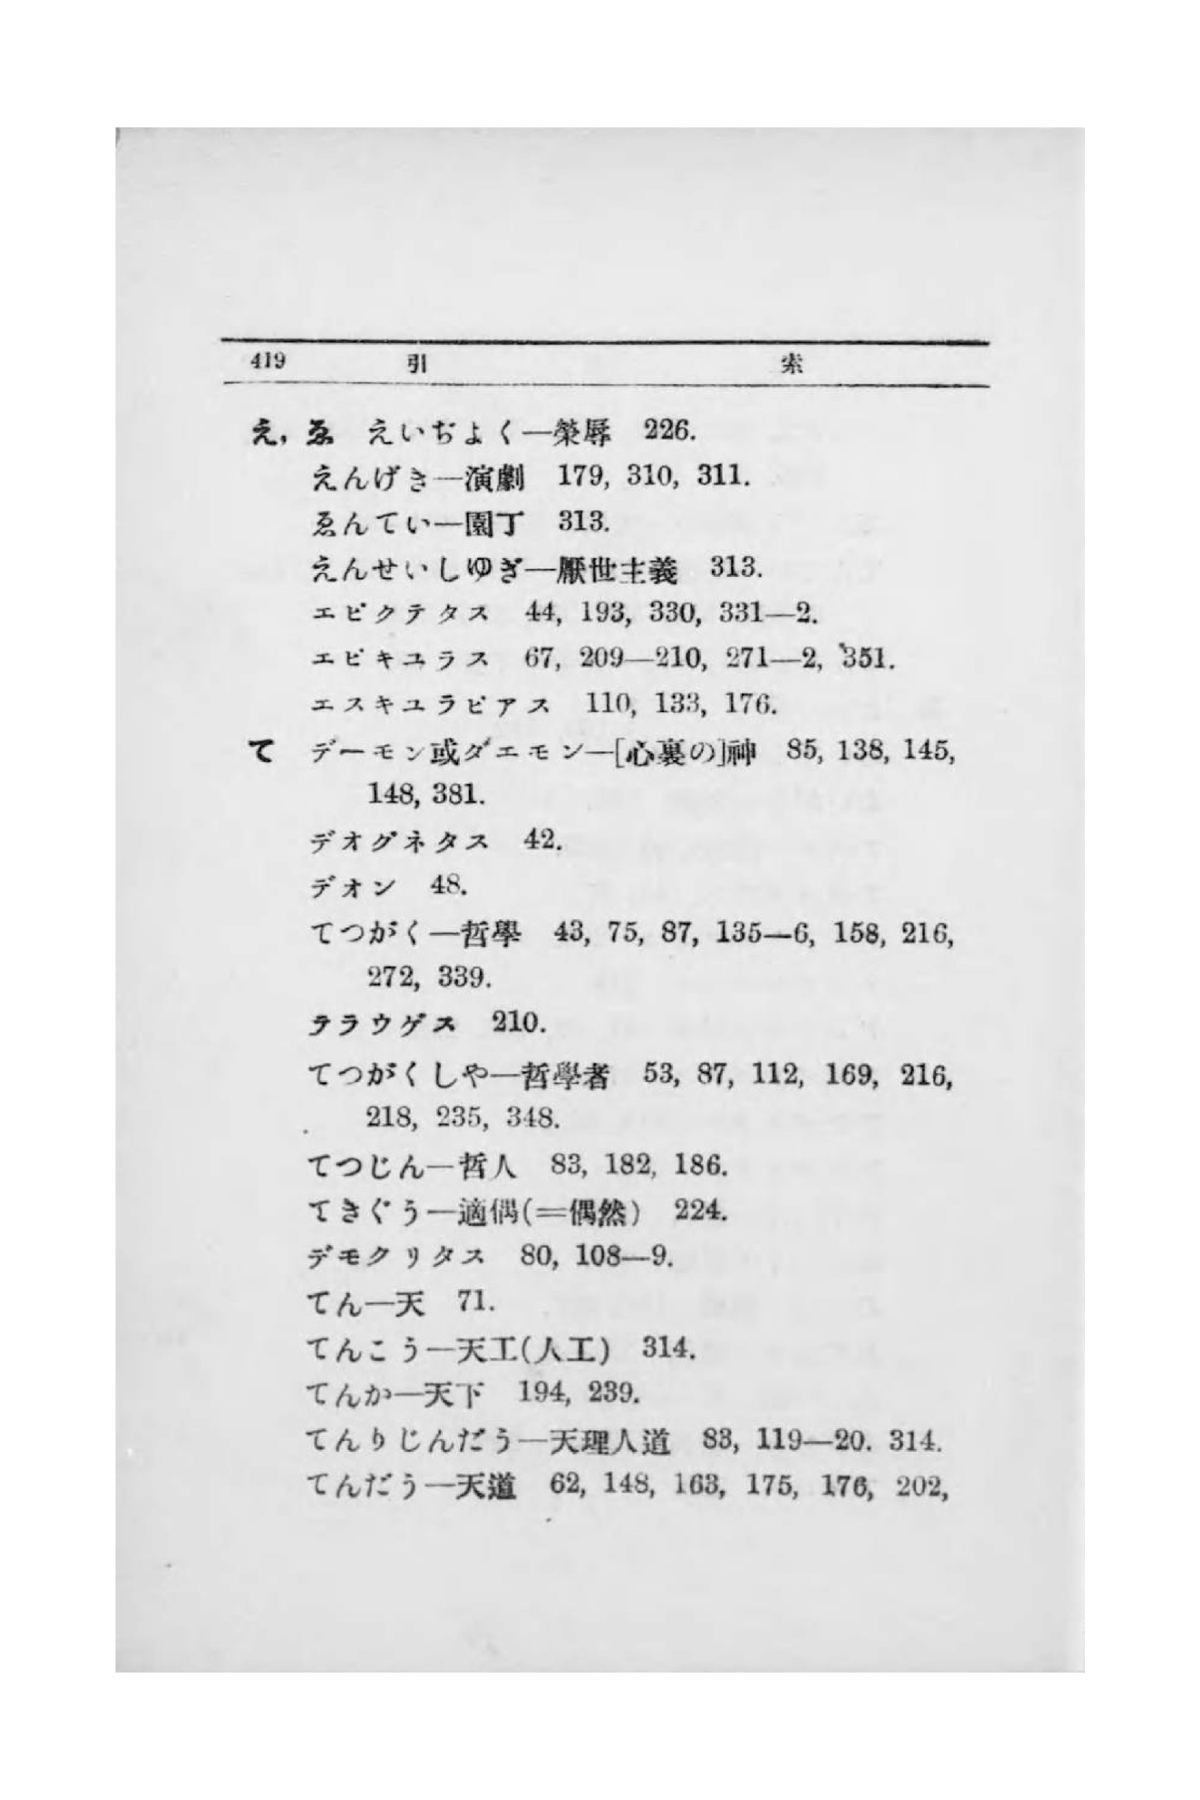 419 引 索
え, ゑ えいぢよく—榮辱 226.
えんげき—演劇 179, 310, 311.
ゑんてい—園丁 313.
えんせいしゆぎ—厭世主義 313.
エピクテタス 44, 193, 330, 331—2.
エピキユラス 67, 209—210, 271—2, 351.
エスキユラピアス 110, 133, 176.
て デーモン或ダエモン—[心裏の]神 85, 138, 145,
148, 381.
デオグネタス 42.
デオン 48.
てつがく—哲學 43, 75, 87, 135—6, 158, 216,
272, 339.
テラウゲス 210.
てつがくしや—哲學者 53, 87, 112, 169, 216,
218, 235, 348.
てつじん—哲人 83, 182, 186.
てきぐう—適偶(=偶然) 224.
デモクリタス 80, 108—9.
てん—天 71.
てんこう—天工(人工) 314.
てんか—天下 194, 239.
てんりじんだう—天理人道 83, 119—20. 314.
てんだう—天道 62, 148, 163, 175, 176, 202,